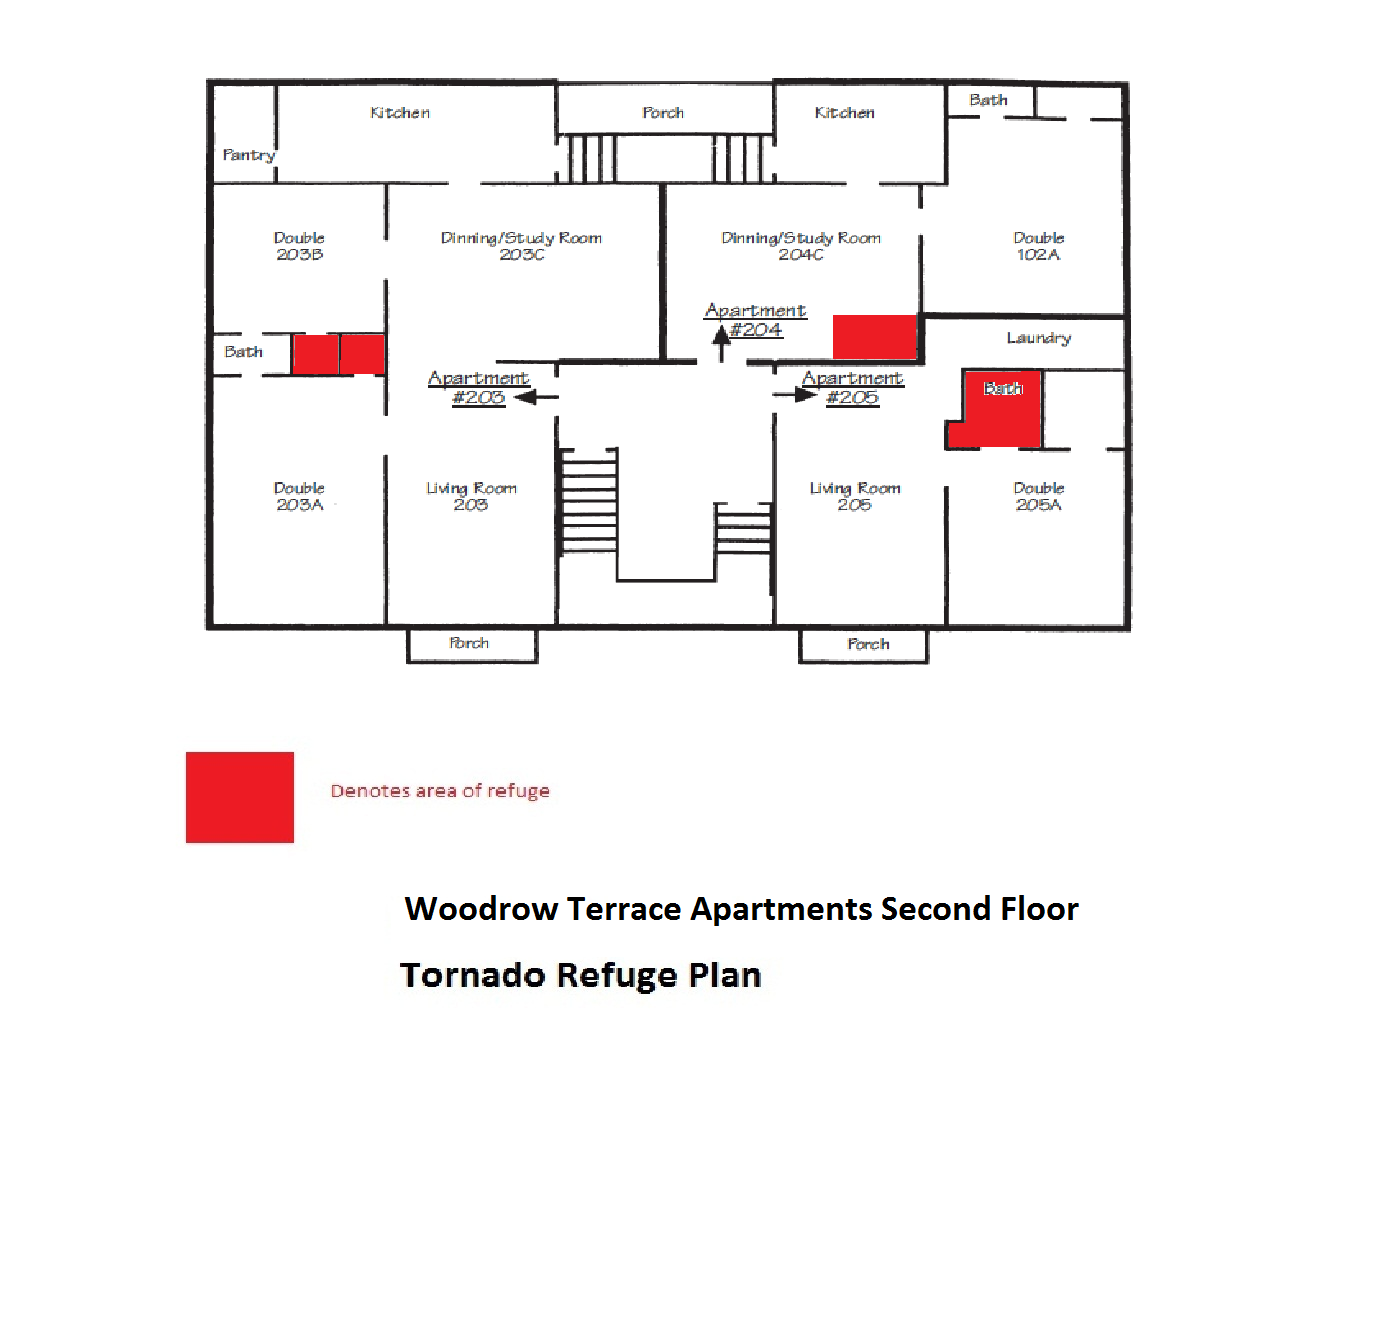 Kitchen
Porch
Kitchen
Bath
Pantry
Double
203B
Dinning/Study Room
203C
Dinning/Study Room
204C
Double
102A
Apartment
#204
Laundry
Bath
Apartment
#203
Apartment
#205
Bath
Double
203A
Living Room
203
Living Room
205
Double
205A
Porch
Porch
Denotes area of refuge
Woodrow Terrace Apartments Second Floor
Tornado Refuge Plan